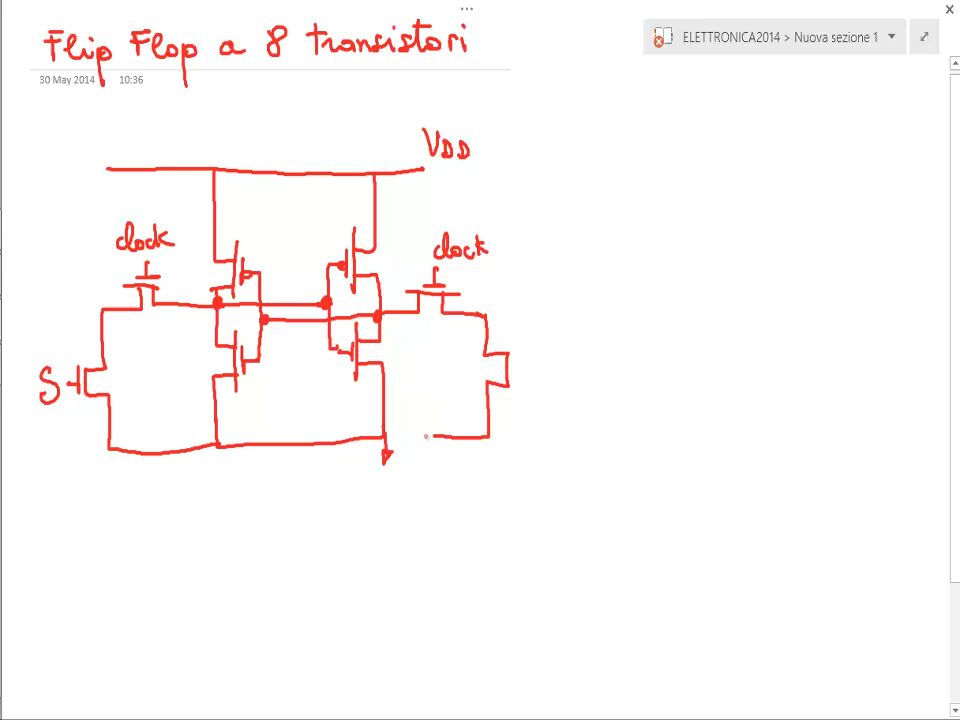 Flip Flop a 8 transistori
ELETTRONICA2014 > Nuova sezione 1
30 May 2014 10:36
VDD
clock
clock
S